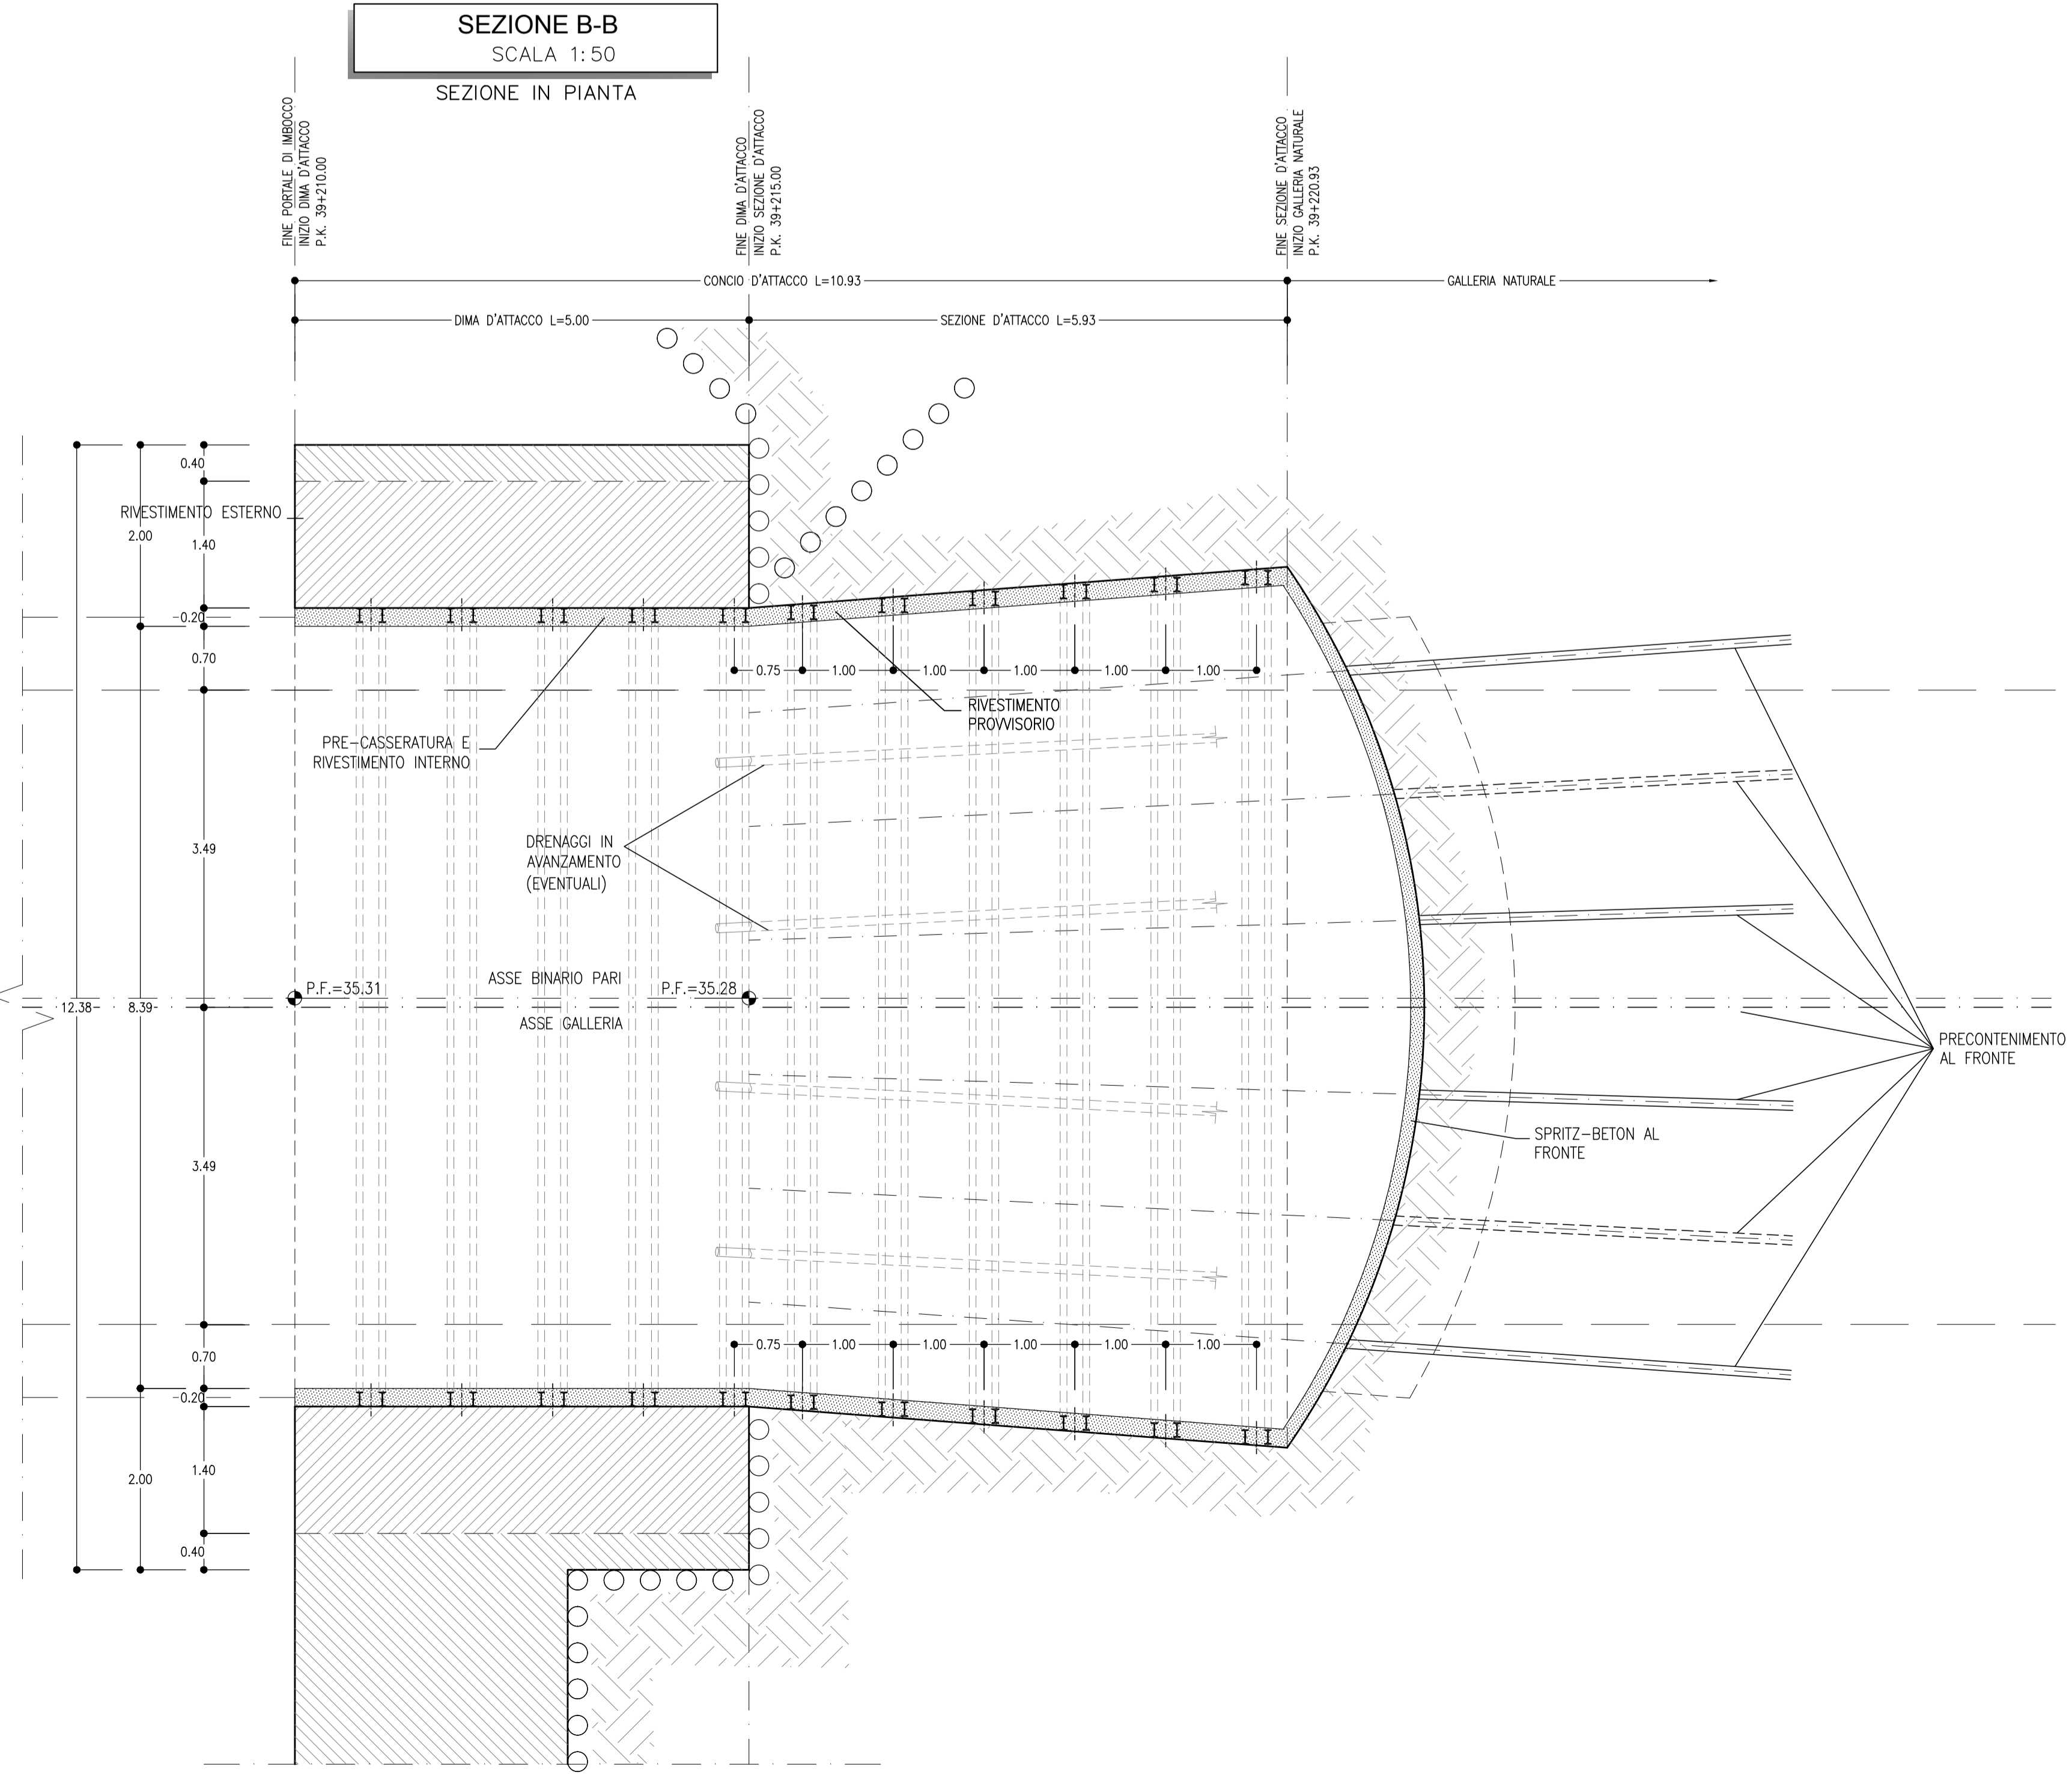 SEZIONE B-B
SCALA 1:50
SEZIONE IN PIANTA
FINE PORTALE DI IMBOCCO
INIZIO DIMA D'ATTACCO
P.K. 39+210.00
FINE DIMA D'ATTACCO
INIZIO SEZIONE D'ATTACCO
P.K. 39+215.00
FINE SEZIONE D'ATTACCO
INIZIO GALLERIA NATURALE
P.K. 39+220.93
CONCIO D'ATTACCO L=10.93
GALLERIA NATURALE
DIMA D'ATTACCO L=5.00
SEZIONE D'ATTACCO L=5.93
0.40
RIVESTIMENTO ESTERNO
2.00
1.40
0.20
0.70
0.75
1.00
1.00
1.00
1.00
1.00
RIVESTIMENTO
PROVVISORIO
PRE-CASSERATURA E
RIVESTIMENTO INTERNO
3.49
DRENAGGI IN
AVANZAMENTO
(EVENTUALI)
ASSE BINARIO PARI
P.F.=35.31
P.F.=35.28
12.38
8.39
ASSE GALLERIA
PRECONTENIMENTO
AL FRONTE
SPRITZ-BETON AL
FRONTE
3.49
0.75
1.00
1.00
1.00
1.00
1.00
0.70
0.20
1.40
2.00
0.40